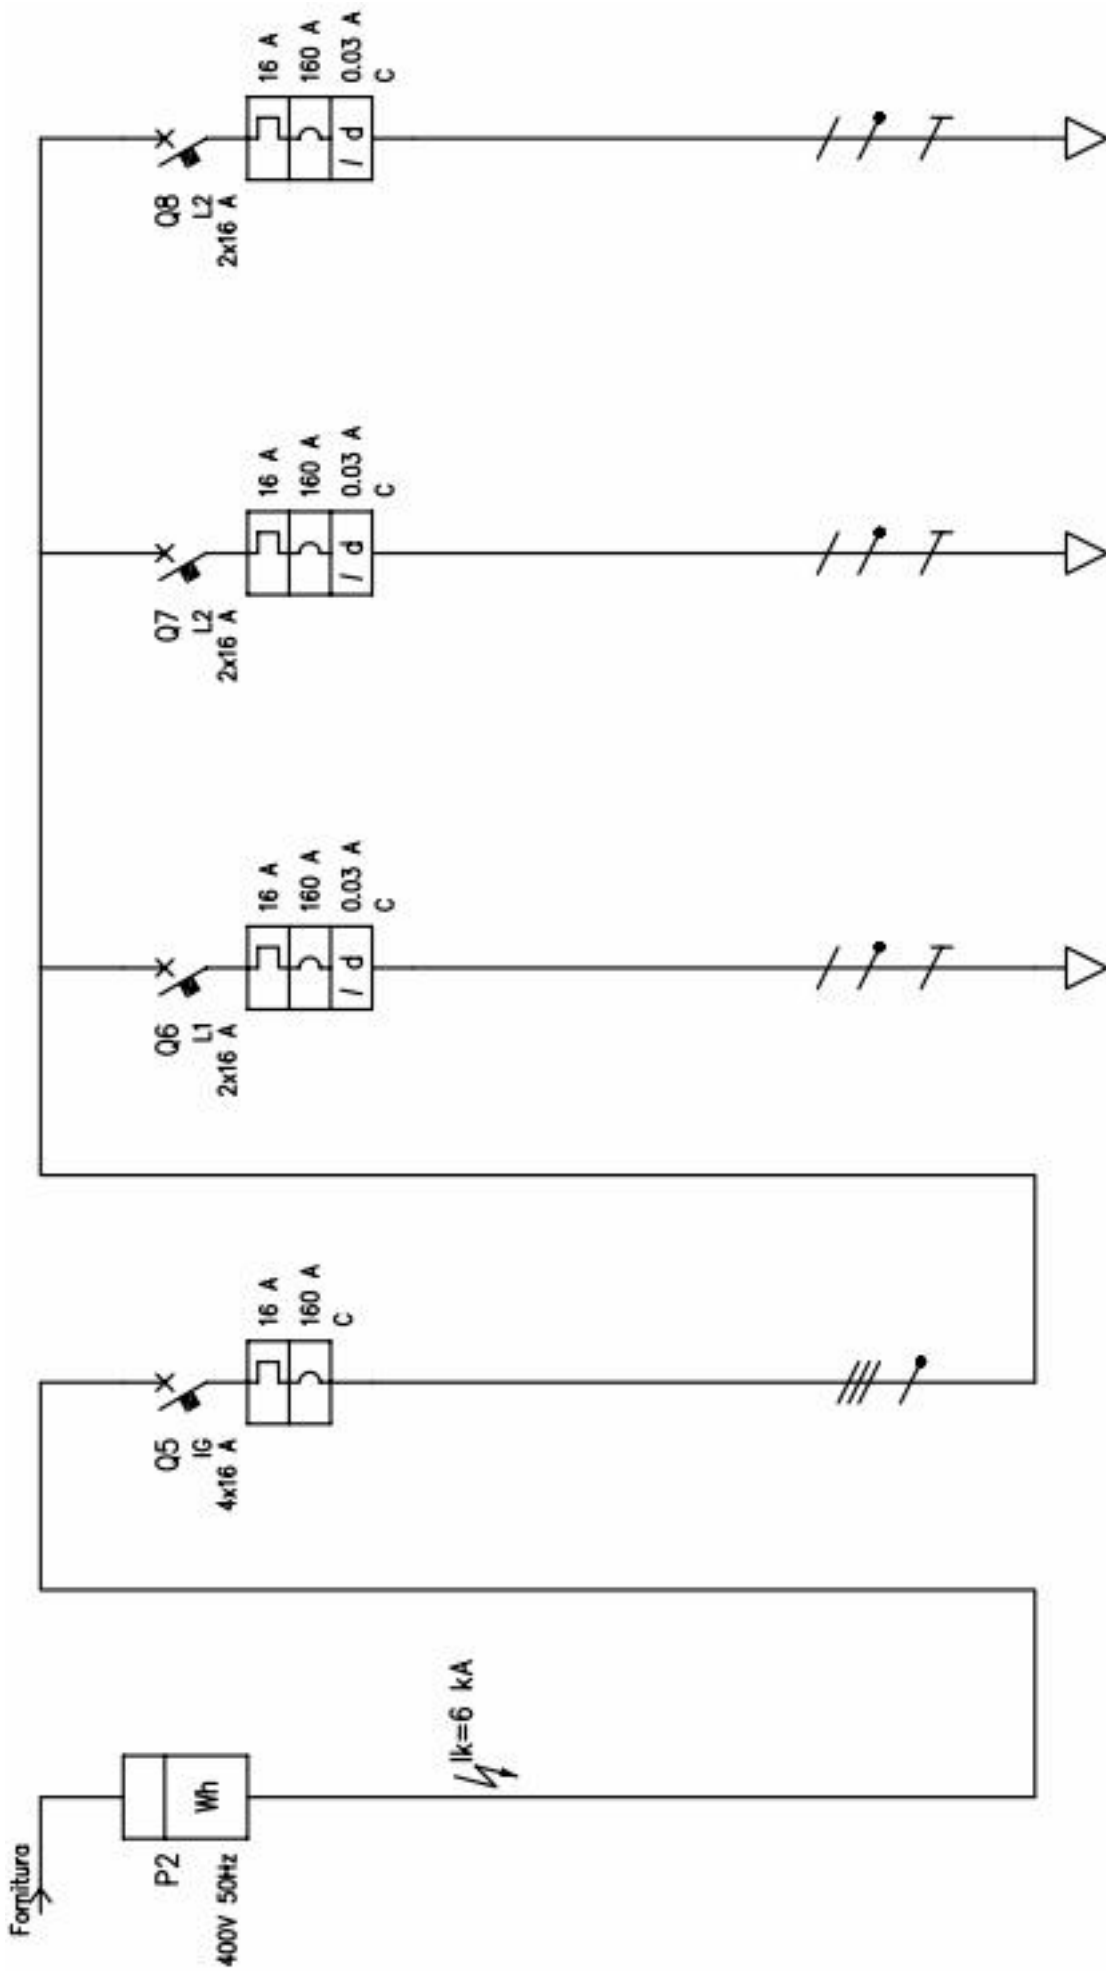 Fornitura
P2
Wh
400V 50Hz
Ik=6 kA
Q5
IG
4x16 A
16 A
160 A
C
Q6
L1
2x16 A
16 A
160 A
I d
0.03 A
C
Q7
L2
2x16 A
16 A
160 A
I d
0.03 A
C
Q8
L2
2x16 A
16 A
160 A
I d
0.03 A
C